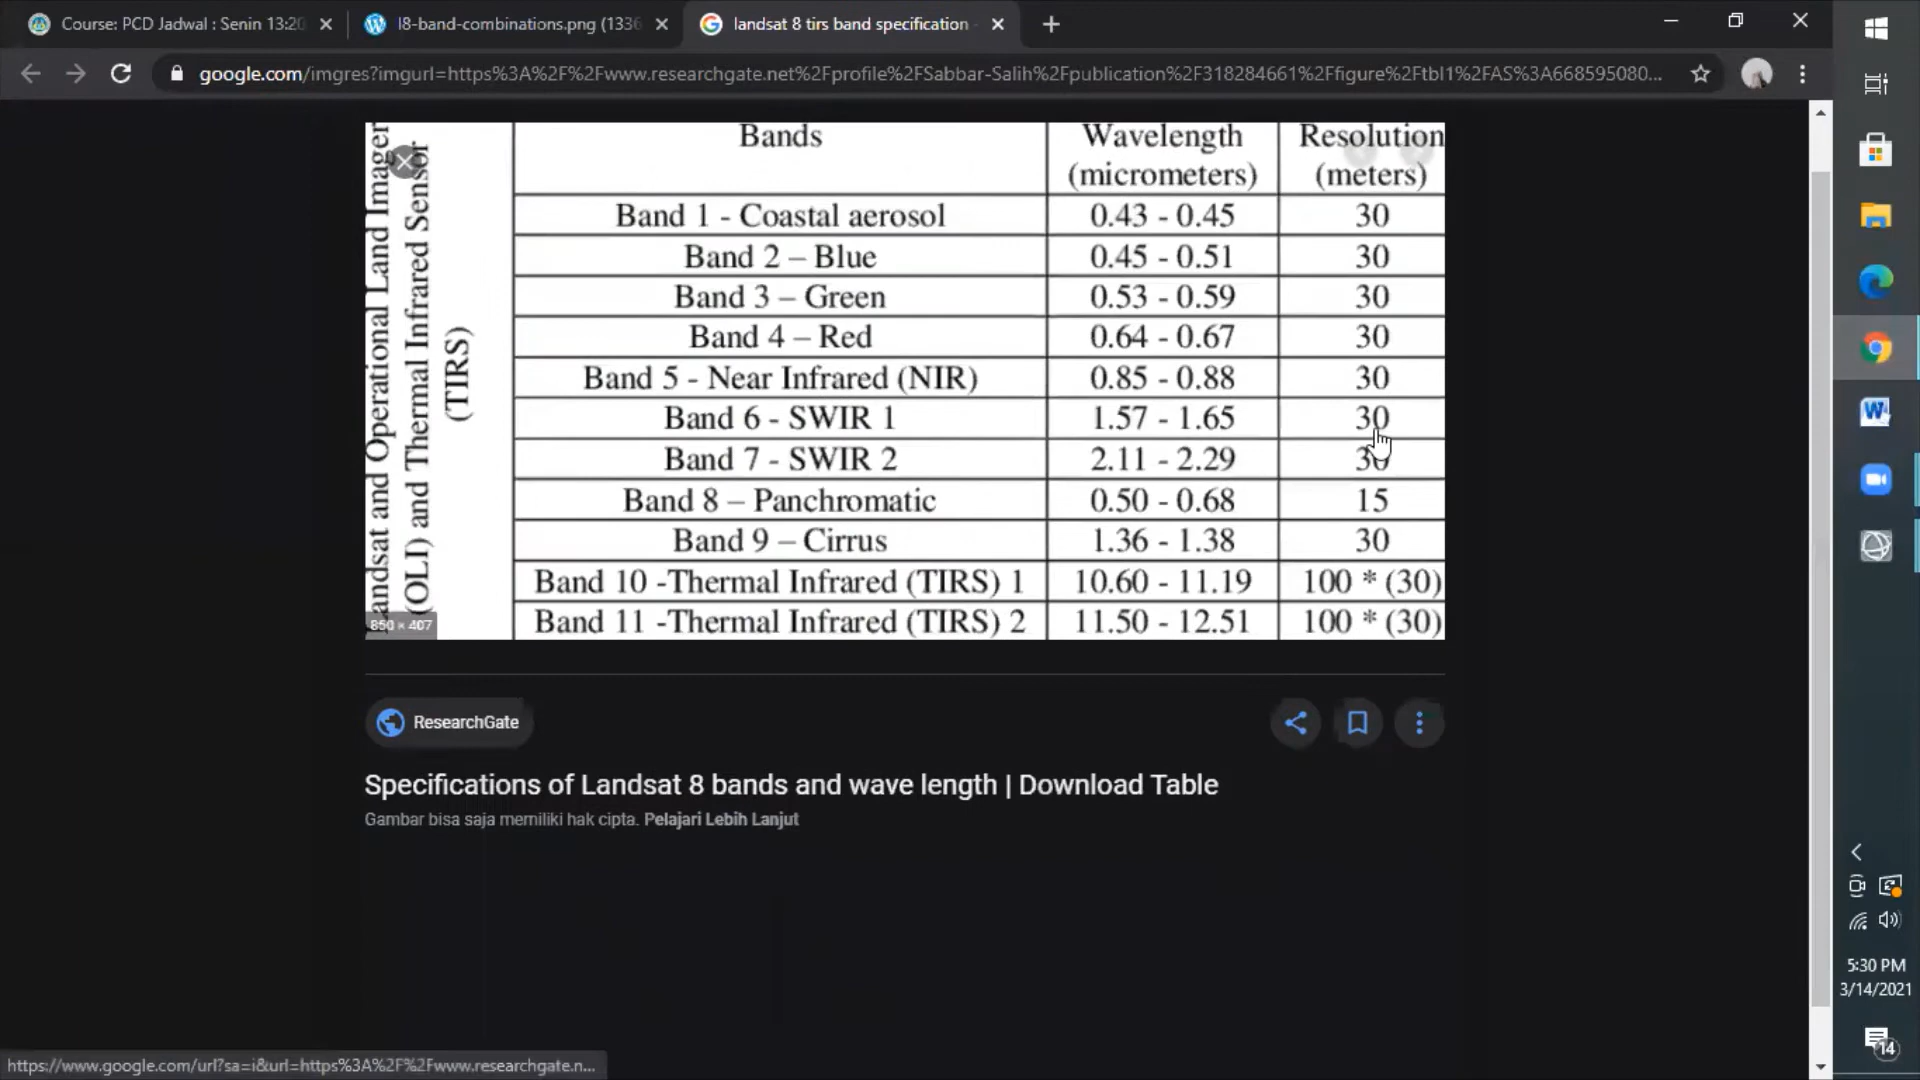 Course: PCD Jadwal : Senin 13:20
l8-band-combinations.png (1336
landsat 8 tirs band specification -
google.com/imgres?imgurl=https%3A%2F%2Fwww.researchgate.net%2Fprofile%2FSabbar-Salih%2Fpublication%2F318284661%2Ffigure%2Ftbl1%2FAS%3A668595080...
Landsat and Operational Land Imager
(OLI) and Thermal Infrared Sensor
(TIRS)
Bands Wavelength (micrometers) Resolution (meters)
Band 1 - Coastal aerosol 0.43 - 0.45 30
Band 2 – Blue 0.45 - 0.51 30
Band 3 – Green 0.53 - 0.59 30
Band 4 – Red 0.64 - 0.67 30
Band 5 - Near Infrared (NIR) 0.85 - 0.88 30
Band 6 - SWIR 1 1.57 - 1.65 30
Band 7 - SWIR 2 2.11 - 2.29 30
Band 8 – Panchromatic 0.50 - 0.68 15
Band 9 – Cirrus 1.36 - 1.38 30
Band 10 -Thermal Infrared (TIRS) 1 10.60 - 11.19 100 * (30)
Band 11 -Thermal Infrared (TIRS) 2 11.50 - 12.51 100 * (30)
850 × 407
ResearchGate
Specifications of Landsat 8 bands and wave length | Download Table
Gambar bisa saja memiliki hak cipta. Pelajari Lebih Lanjut
W
5:30 PM
3/14/2021
14
https://www.google.com/url?sa=i&url=https%3A%2F%2Fwww.researchgate.n...